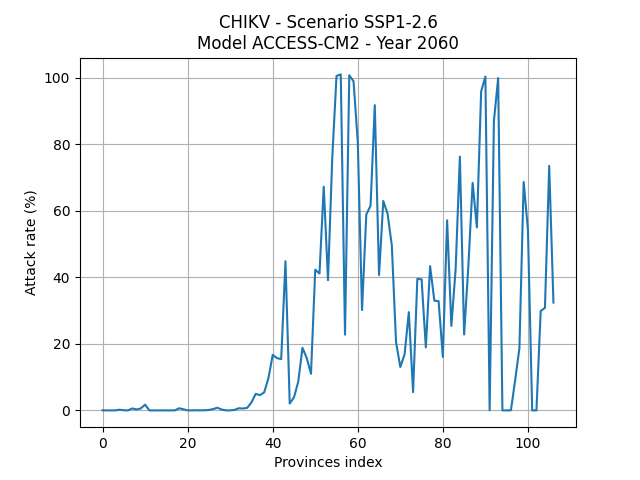 CHIKV - Scenario SSP1-2.6
Model ACCESS-CM2 - Year 2060
100
80
60
40
20
0
Attack rate (%)
0 20 40 60 80 100
Provinces index